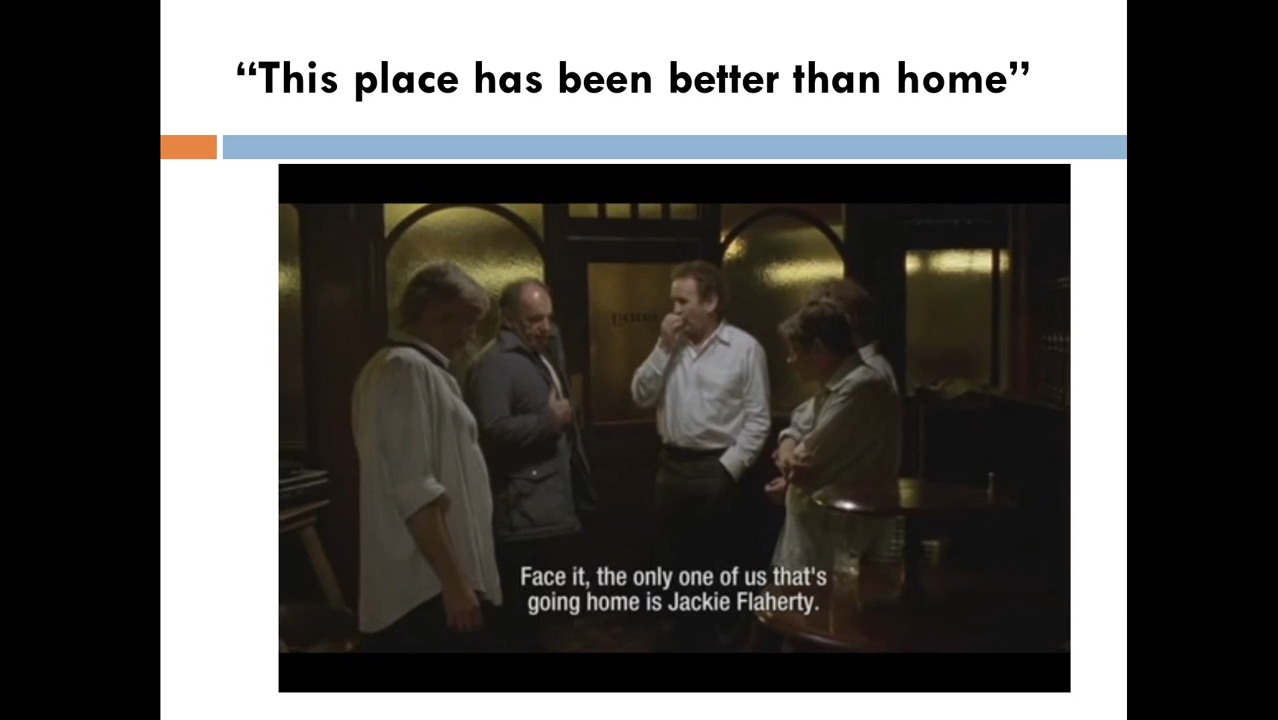 “This place has been better than home”
Face it, the only one of us that's
going home is Jackie Flaherty.